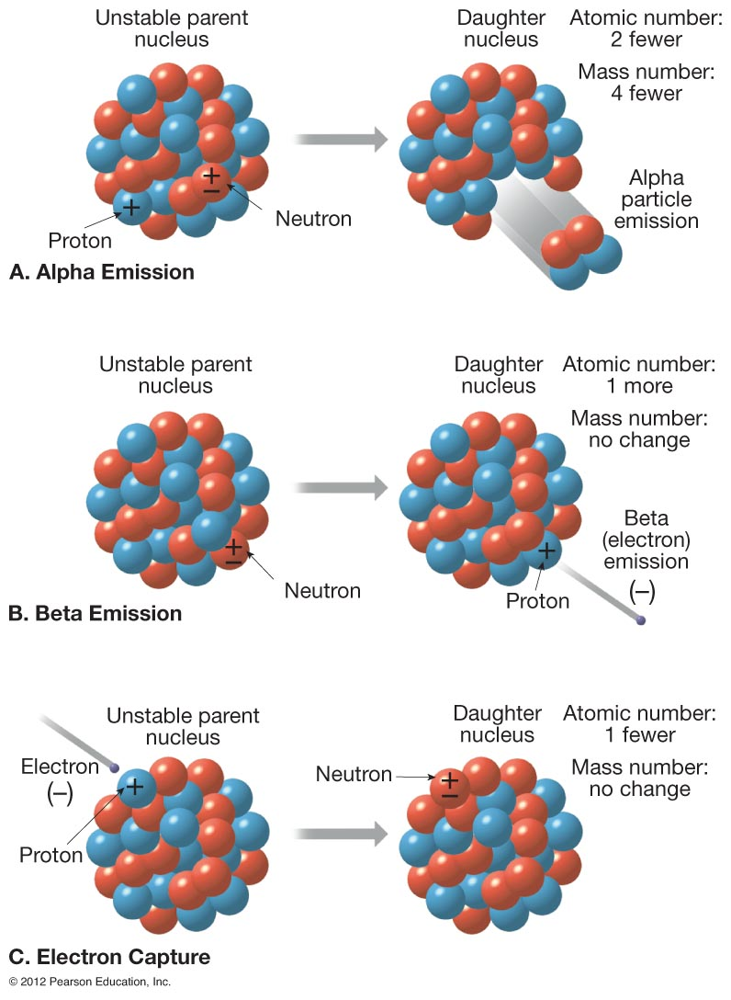 Unstable parent
nucleus
Daughter
nucleus
Atomic number:
2 fewer
Mass number:
4 fewer
+
+
−
Proton
Neutron
Alpha
particle
emission
A. Alpha Emission
Unstable parent
nucleus
Daughter
nucleus
Atomic number:
1 more
Mass number:
no change
+
−
Neutron
+
Proton
Beta
(electron)
emission
(−)
B. Beta Emission
Unstable parent
nucleus
Daughter
nucleus
Atomic number:
1 fewer
Mass number:
no change
Electron
(−)
+
Proton
Neutron
+
−
C. Electron Capture
© 2012 Pearson Education, Inc.